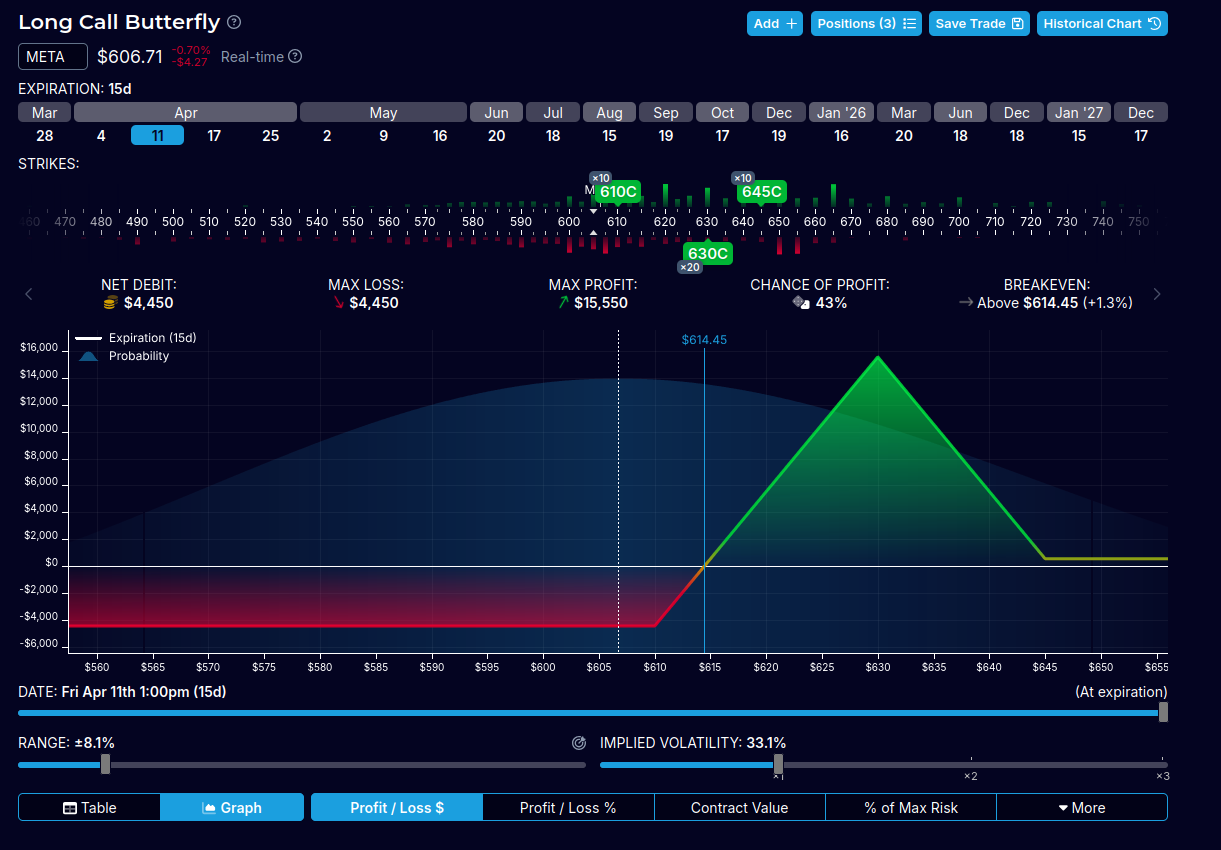 Long Call Butterfly ?
Add + Positions (3) Save Trade Historical Chart
META $606.71 -0.70% -$4.27 Real-time ?
EXPIRATION: 15d
Mar Apr May Jun Jul Aug Sep Oct Dec Jan '26 Mar Jun Dec Jan '27 Dec
28 4 11 17 25 2 9 16 20 18 15 19 17 19 16 20 18 18 15 17
STRIKES:
×10 ×10
M 610C 645C
460 470 480 490 500 510 520 530 540 550 560 570 580 590 600 610 620 630 640 650 660 670 680 690 700 710 720 730 740 750
630C
×20
NET DEBIT: MAX LOSS: MAX PROFIT: CHANCE OF PROFIT: BREAKEVEN:
$4,450 $4,450 $15,550 43% Above $614.45 (+1.3%)
Expiration (15d)
Probability
$614.45
$16,000
$14,000
$12,000
$10,000
$8,000
$6,000
$4,000
$2,000
$0
-$2,000
-$4,000
-$6,000
$560 $565 $570 $575 $580 $585 $590 $595 $600 $605 $610 $615 $620 $625 $630 $635 $640 $645 $650 $655
DATE: Fri Apr 11th 1:00pm (15d) (At expiration)
RANGE: ±8.1% IMPLIED VOLATILITY: 33.1%
×1 ×2 ×3
Table Graph Profit / Loss $ Profit / Loss % Contract Value % of Max Risk More